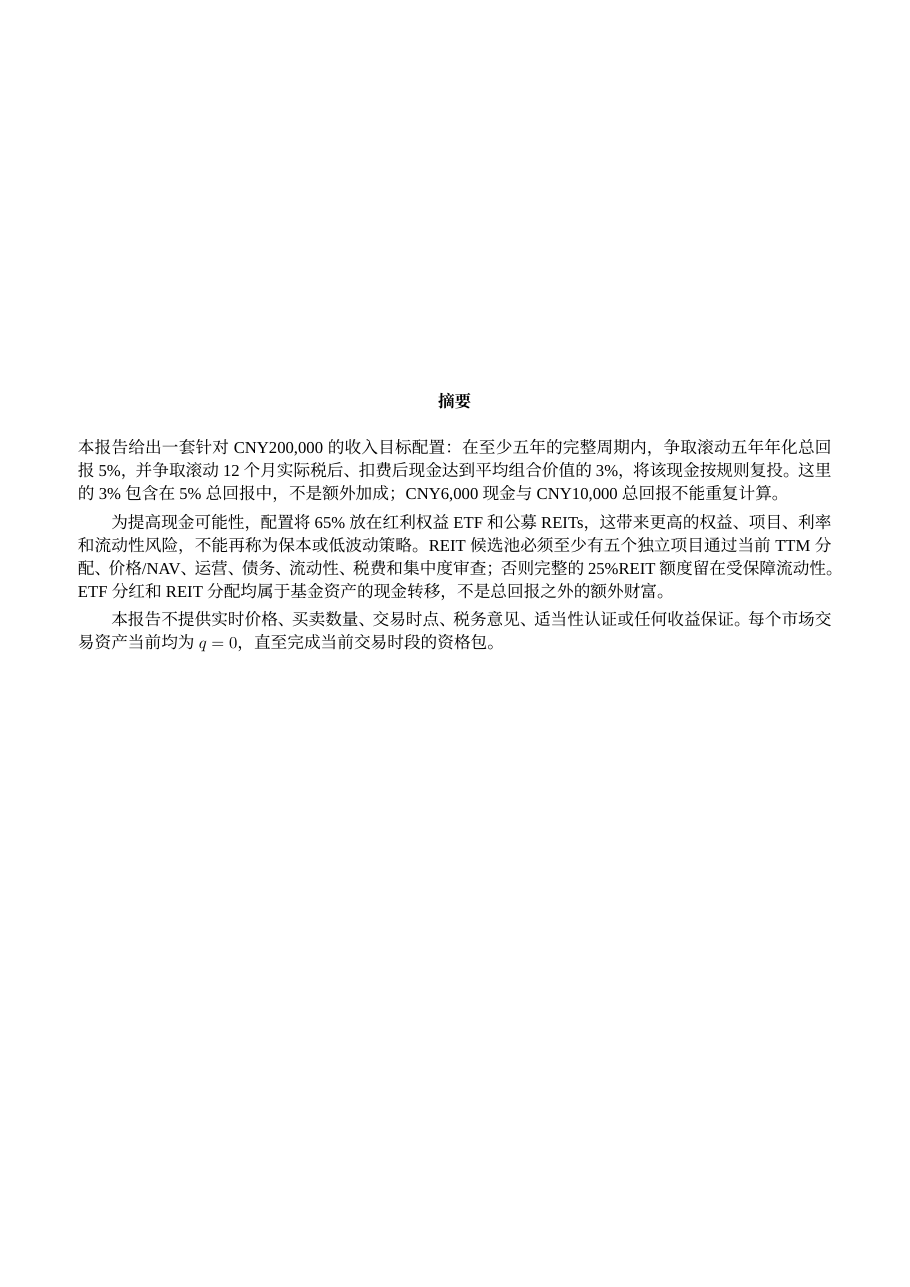 摘要
本报告给出一套针对 CNY200,000 的收入目标配置：在至少五年的完整周期内，争取滚动五年年化总回
报 5%，并争取滚动 12 个月实际税后、扣费后现金达到平均组合价值的 3%，将该现金按规则复投。这里
的 3% 包含在 5% 总回报中，不是额外加成；CNY6,000 现金与 CNY10,000 总回报不能重复计算。
为提高现金可能性，配置将 65% 放在红利权益 ETF 和公募 REITs，这带来更高的权益、项目、利率
和流动性风险，不能再称为保本或低波动策略。REIT 候选池必须至少有五个独立项目通过当前 TTM 分
配、价格/NAV、运营、债务、流动性、税费和集中度审查；否则完整的 25%REIT 额度留在受保障流动性。
ETF 分红和 REIT 分配均属于基金资产的现金转移，不是总回报之外的额外财富。
本报告不提供实时价格、买卖数量、交易时点、税务意见、适当性认证或任何收益保证。每个市场交
易资产当前均为 q = 0，直至完成当前交易时段的资格包。